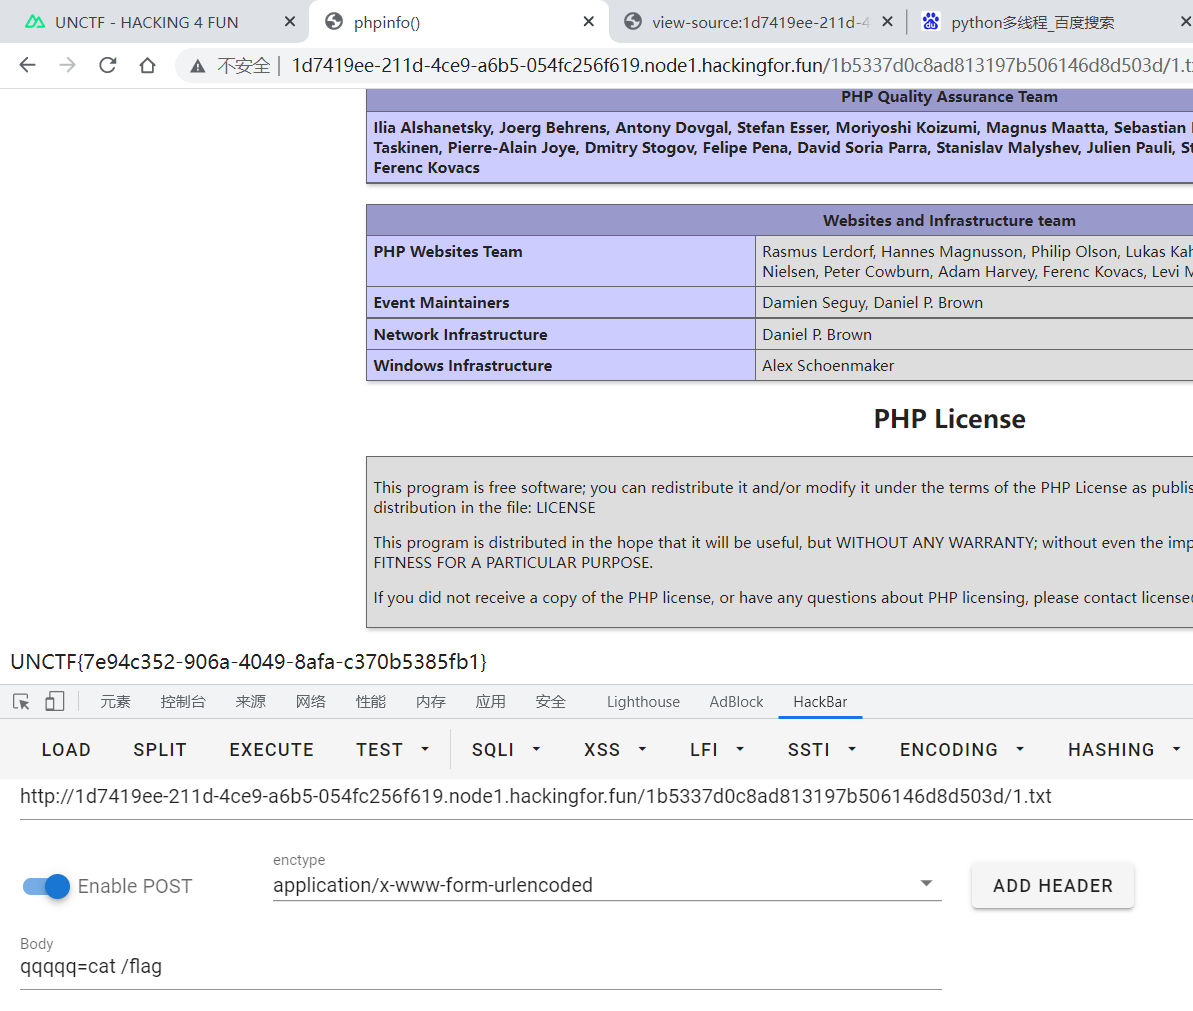 UNCTF - HACKING 4 FUN
phpinfo()
view-source:1d7419ee-211d-4
python多线程_百度搜索
不安全
1d7419ee-211d-4ce9-a6b5-054fc256f619.node1.hackingfor.fun/1b5337d0c8ad813197b506146d8d503d/1.t
PHP Quality Assurance Team
Ilia Alshanetsky, Joerg Behrens, Antony Dovgal, Stefan Esser, Moriyoshi Koizumi, Magnus Maatta, Sebastian
Taskinen, Pierre-Alain Joye, Dmitry Stogov, Felipe Pena, David Soria Parra, Stanislav Malyshev, Julien Pauli, St
Ferenc Kovacs
Websites and Infrastructure team
PHP Websites Team
Rasmus Lerdorf, Hannes Magnusson, Philip Olson, Lukas Kah
Nielsen, Peter Cowburn, Adam Harvey, Ferenc Kovacs, Levi M
Event Maintainers
Damien Seguy, Daniel P. Brown
Network Infrastructure
Daniel P. Brown
Windows Infrastructure
Alex Schoenmaker
PHP License
This program is free software; you can redistribute it and/or modify it under the terms of the PHP License as publis
distribution in the file: LICENSE
This program is distributed in the hope that it will be useful, but WITHOUT ANY WARRANTY; without even the imp
FITNESS FOR A PARTICULAR PURPOSE.
If you did not receive a copy of the PHP license, or have any questions about PHP licensing, please contact license
UNCTF{7e94c352-906a-4049-8afa-c370b5385fb1}
元素 控制台 来源 网络 性能 内存 应用 安全 Lighthouse AdBlock HackBar
LOAD SPLIT EXECUTE TEST SQLI XSS LFI SSTI ENCODING HASHING
http://1d7419ee-211d-4ce9-a6b5-054fc256f619.node1.hackingfor.fun/1b5337d0c8ad813197b506146d8d503d/1.txt
Enable POST
enctype
application/x-www-form-urlencoded
ADD HEADER
Body
qqqqq=cat /flag